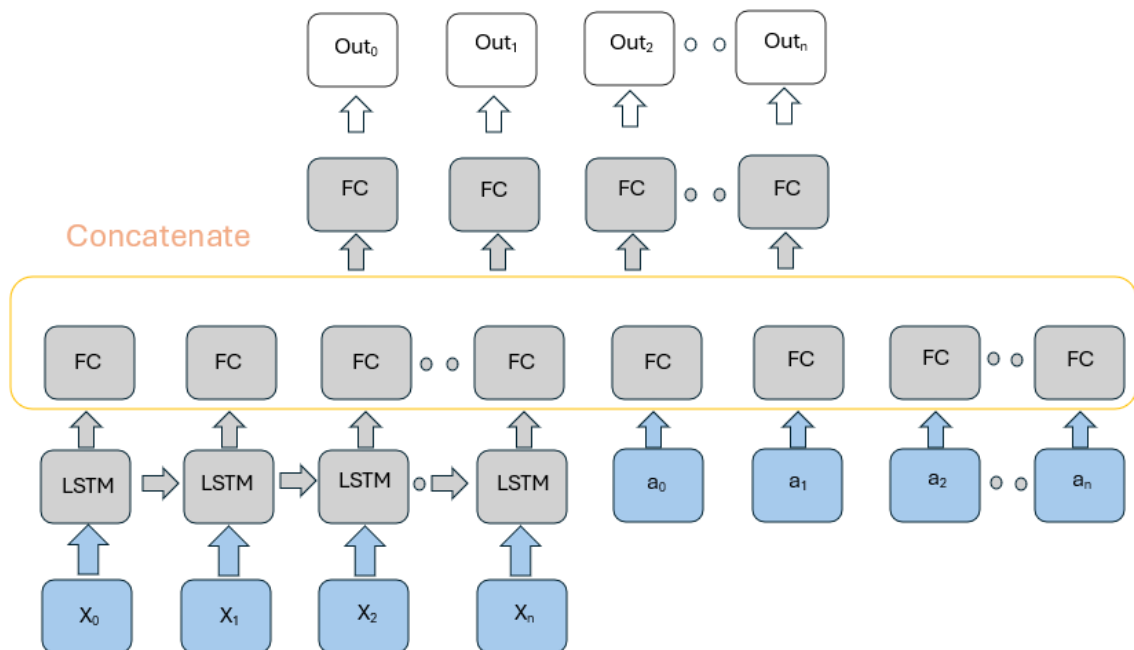 Out₀ Out₁ Out₂ Outₙ
FC FC FC FC
Concatenate
FC FC FC FC FC FC FC FC
LSTM LSTM LSTM LSTM a₀ a₁ a₂ aₙ
X₀ X₁ X₂ Xₙ